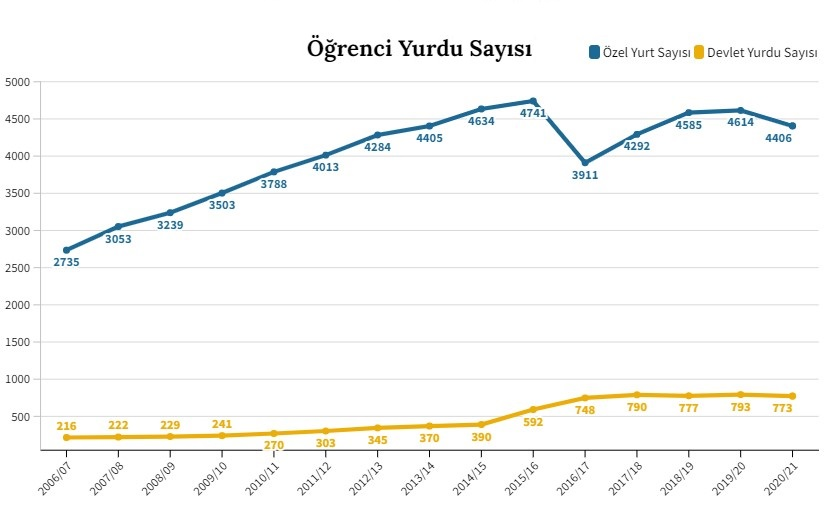 Öğrenci Yurdu Sayısı
Özel Yurt Sayısı Devlet Yurdu Sayısı
5000
4500
4000
3500
3000
2500
2000
1500
1000
500
2735 3053 3239 3503 3788 4013 4284 4405 4634 4741 3911 4292 4585 4614 4406
216 222 229 241 270 303 345 370 390 592 748 790 777 793 773
2006/07 2007/08 2008/09 2009/10 2010/11 2011/12 2012/13 2013/14 2014/15 2015/16 2016/17 2017/18 2018/19 2019/20 2020/21